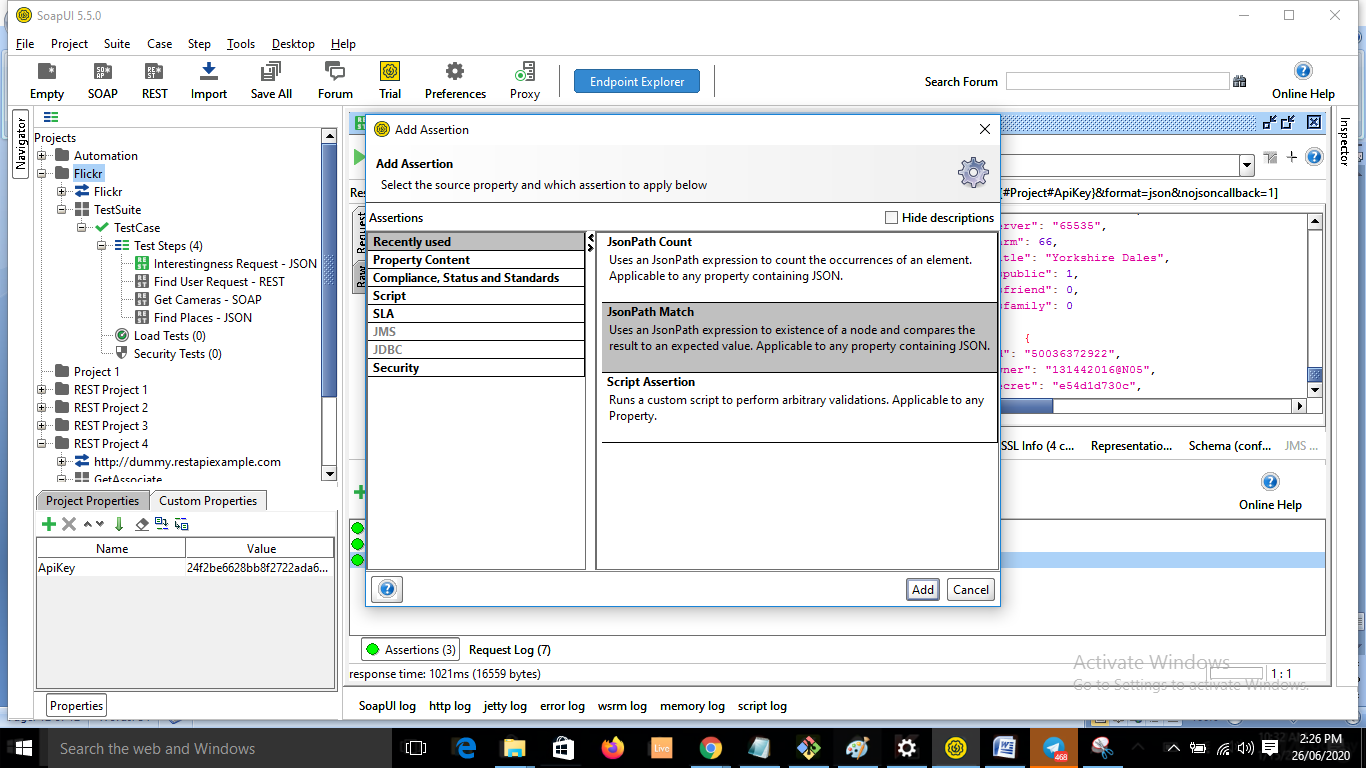 SoapUI 5.5.0
File Project Suite Case Step Tools Desktop Help
Empty SOAP REST Import Save All Forum Trial Preferences Proxy
Endpoint Explorer
Search Forum
Online Help
Navigator
Inspector
Projects
Automation
Flickr
Flickr
TestSuite
TestCase
Test Steps (4)
Interestingness Request - JSON
Find User Request - REST
Get Cameras - SOAP
Find Places - JSON
Load Tests (0)
Security Tests (0)
Project 1
REST Project 1
REST Project 2
REST Project 3
REST Project 4
http://dummy.restapiexample.com
GetAssociate
Project Properties Custom Properties
Name Value
ApiKey 24f2be6628bb8f2722ada6...
Properties
Add Assertion
Add Assertion
Select the source property and which assertion to apply below
Assertions
Hide descriptions
Recently used
Property Content
Compliance, Status and Standards
Script
SLA
JMS
JDBC
Security
JsonPath Count
Uses an JsonPath expression to count the occurrences of an element.
Applicable to any property containing JSON.
JsonPath Match
Uses an JsonPath expression to existence of a node and compares the
result to an expected value. Applicable to any property containing JSON.
Script Assertion
Runs a custom script to perform arbitrary validations. Applicable to any
Property.
Add Cancel
Res
Request
Raw
#Project#ApiKey}&format=json&nojsoncallback=1]
rver": "65535",
rm": 66,
tle": "Yorkshire Dales",
public": 1,
friend": 0,
family": 0
{
": "50036372922",
ner": "131442016@N05",
cret": "e54d1d730c",
SSL Info (4 c... Representatio... Schema (conf... JMS ...
Online Help
Assertions (3) Request Log (7)
response time: 1021ms (16559 bytes)
1 : 1
Activate Windows
Go to Settings to activate Windows.
SoapUI log http log jetty log error log wsrm log memory log script log
Search the web and Windows
Live
468
2:26 PM
26/06/2020